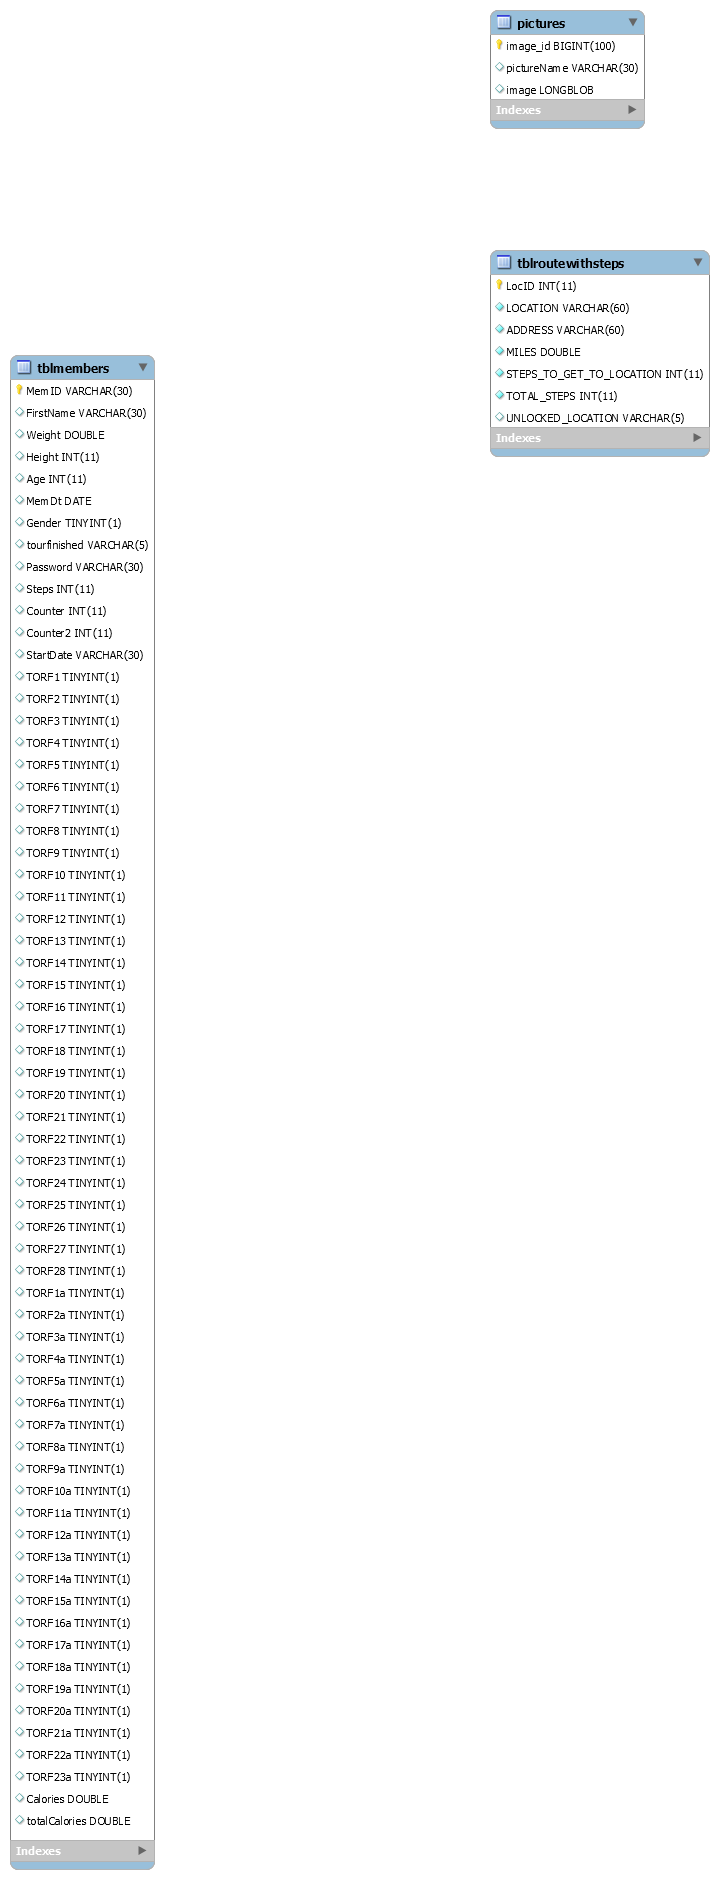 pictures
image_id BIGINT(100)
pictureName VARCHAR(30)
image LONGBLOB
Indexes
tblroutewithsteps
LocID INT(11)
LOCATION VARCHAR(60)
ADDRESS VARCHAR(60)
MILES DOUBLE
STEPS_TO_GET_TO_LOCATION INT(11)
TOTAL_STEPS INT(11)
UNLOCKED_LOCATION VARCHAR(5)
Indexes
tblmembers
MemID VARCHAR(30)
FirstName VARCHAR(30)
Weight DOUBLE
Height INT(11)
Age INT(11)
MemDt DATE
Gender TINYINT(1)
tourfinished VARCHAR(5)
Password VARCHAR(30)
Steps INT(11)
Counter INT(11)
Counter2 INT(11)
StartDate VARCHAR(30)
TORF1 TINYINT(1)
TORF2 TINYINT(1)
TORF3 TINYINT(1)
TORF4 TINYINT(1)
TORF5 TINYINT(1)
TORF6 TINYINT(1)
TORF7 TINYINT(1)
TORF8 TINYINT(1)
TORF9 TINYINT(1)
TORF10 TINYINT(1)
TORF11 TINYINT(1)
TORF12 TINYINT(1)
TORF13 TINYINT(1)
TORF14 TINYINT(1)
TORF15 TINYINT(1)
TORF16 TINYINT(1)
TORF17 TINYINT(1)
TORF18 TINYINT(1)
TORF19 TINYINT(1)
TORF20 TINYINT(1)
TORF21 TINYINT(1)
TORF22 TINYINT(1)
TORF23 TINYINT(1)
TORF24 TINYINT(1)
TORF25 TINYINT(1)
TORF26 TINYINT(1)
TORF27 TINYINT(1)
TORF28 TINYINT(1)
TORF1a TINYINT(1)
TORF2a TINYINT(1)
TORF3a TINYINT(1)
TORF4a TINYINT(1)
TORF5a TINYINT(1)
TORF6a TINYINT(1)
TORF7a TINYINT(1)
TORF8a TINYINT(1)
TORF9a TINYINT(1)
TORF10a TINYINT(1)
TORF11a TINYINT(1)
TORF12a TINYINT(1)
TORF13a TINYINT(1)
TORF14a TINYINT(1)
TORF15a TINYINT(1)
TORF16a TINYINT(1)
TORF17a TINYINT(1)
TORF18a TINYINT(1)
TORF19a TINYINT(1)
TORF20a TINYINT(1)
TORF21a TINYINT(1)
TORF22a TINYINT(1)
TORF23a TINYINT(1)
Calories DOUBLE
totalCalories DOUBLE
Indexes